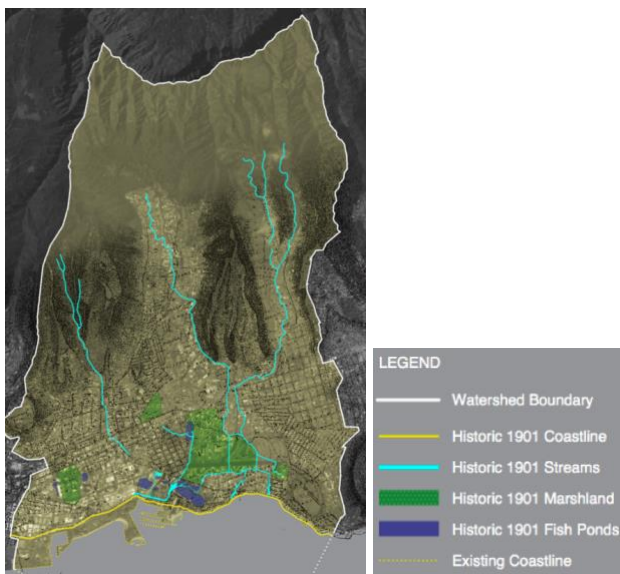 LEGEND
Watershed Boundary
Historic 1901 Coastline
Historic 1901 Streams
Historic 1901 Marshland
Historic 1901 Fish Ponds
Existing Coastline